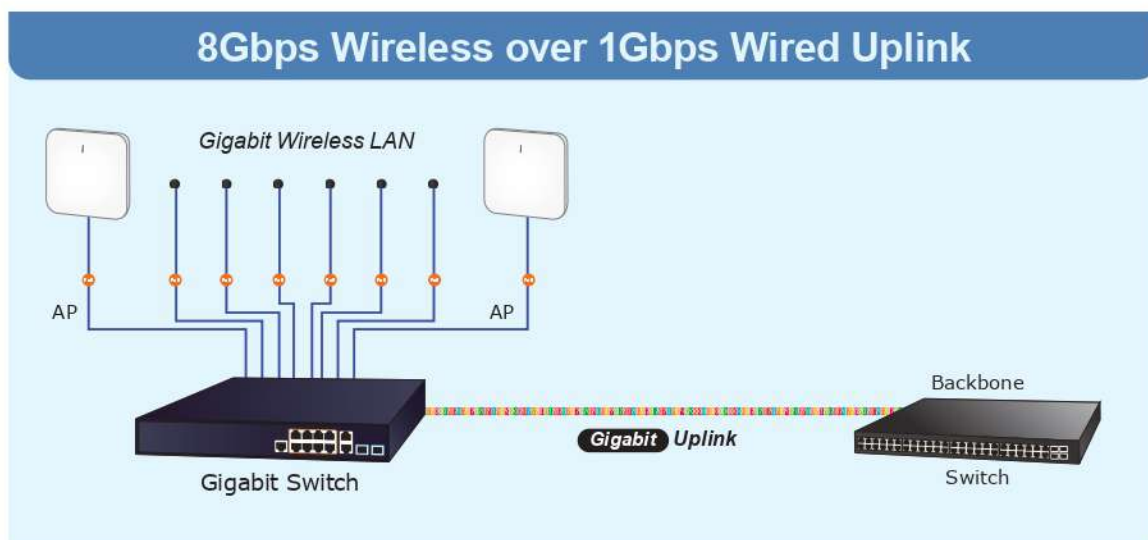 8Gbps Wireless over 1Gbps Wired Uplink
Gigabit Wireless LAN
AP
AP
Backbone
Gigabit Uplink
Gigabit Switch
Switch